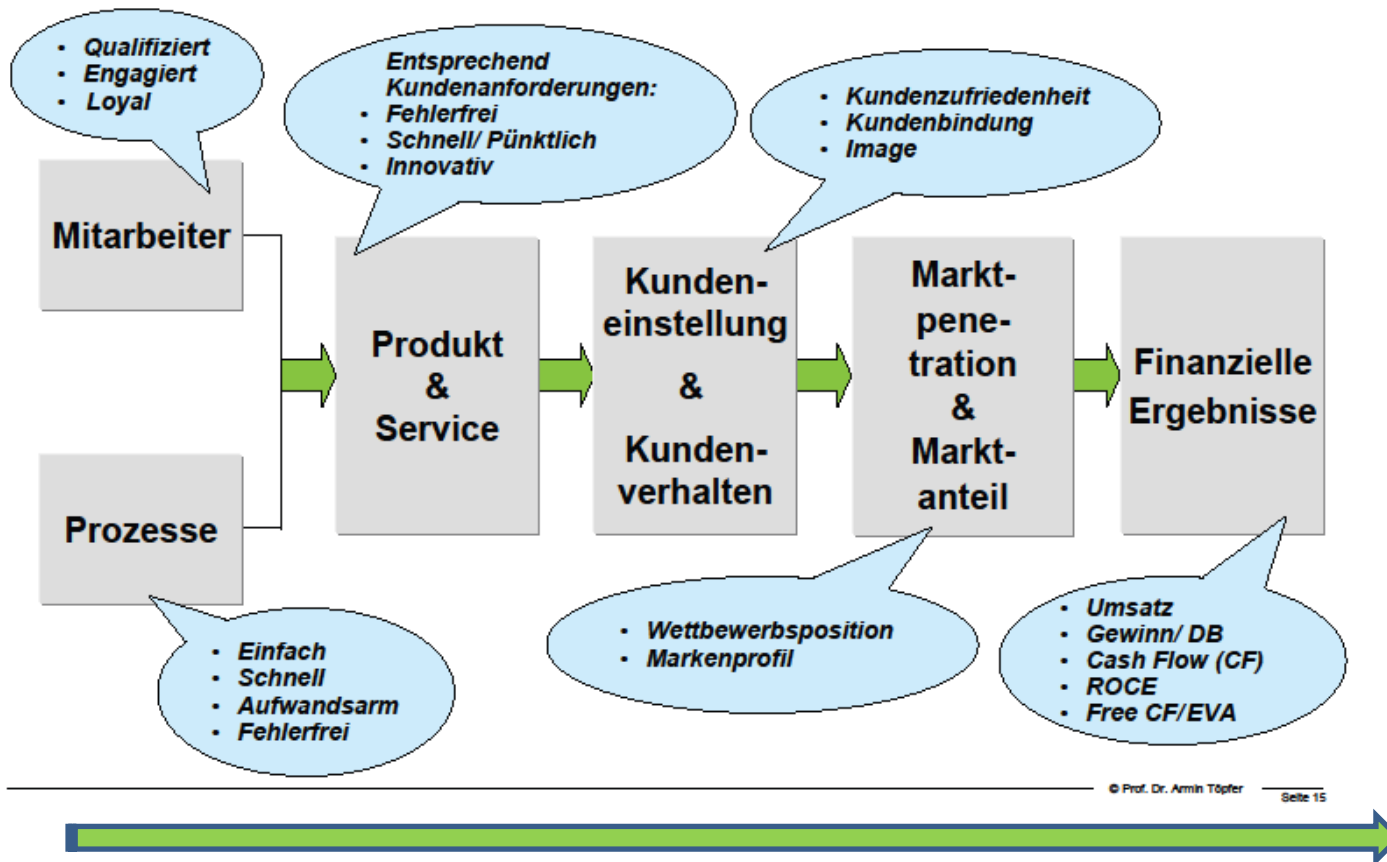 • Qualifiziert
• Engagiert
• Loyal
Entsprechend
Kundenanforderungen:
• Fehlerfrei
• Schnell/ Pünktlich
• Innovativ
• Kundenzufriedenheit
• Kundenbindung
• Image
Mitarbeiter
Prozesse
Produkt
&
Service
Kunden-
einstellung
&
Kunden-
verhalten
Markt-
pene-
tration
&
Markt-
anteil
Finanzielle
Ergebnisse
• Einfach
• Schnell
• Aufwandsarm
• Fehlerfrei
• Wettbewerbsposition
• Markenprofil
• Umsatz
• Gewinn/ DB
• Cash Flow (CF)
• ROCE
• Free CF/EVA
© Prof. Dr. Armin Töpfer
Seite 15